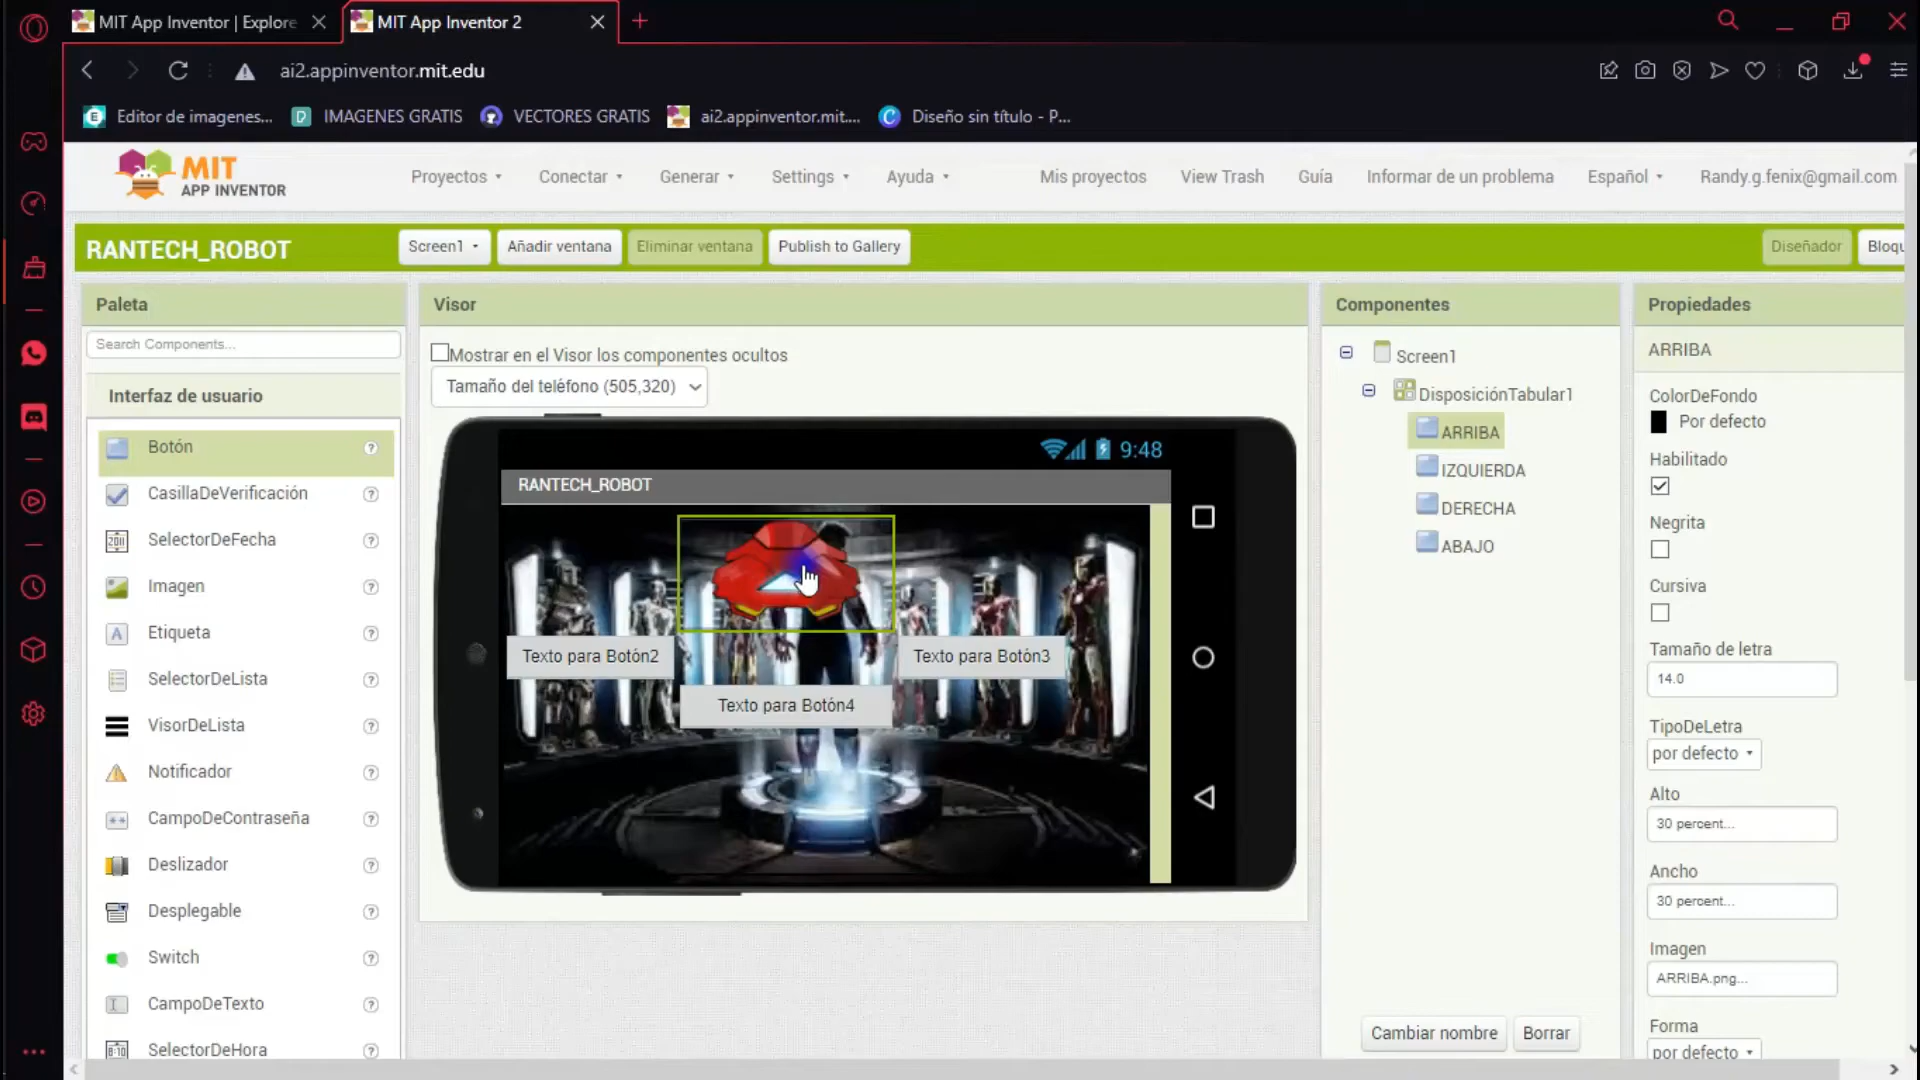 MIT App Inventor | Explore
MIT App Inventor 2
ai2.appinventor.mit.edu
Editor de imagenes...
IMAGENES GRATIS
VECTORES GRATIS
ai2.appinventor.mit....
Diseño sin título - P...
MIT
APP INVENTOR
Proyectos
Conectar
Generar
Settings
Ayuda
Mis proyectos
View Trash
Guía
Informar de un problema
Español
Randy.g.fenix@gmail.com
RANTECH_ROBOT
Screen1
Añadir ventana
Eliminar ventana
Publish to Gallery
Diseñador
Bloqu
Paleta
Search Components...
Interfaz de usuario
Botón
CasillaDeVerificación
SelectorDeFecha
Imagen
Etiqueta
SelectorDeLista
VisorDeLista
Notificador
CampoDeContraseña
Deslizador
Desplegable
Switch
CampoDeTexto
SelectorDeHora
Visor
Mostrar en el Visor los componentes ocultos
Tamaño del teléfono (505,320)
9:48
RANTECH_ROBOT
Texto para Botón2
Texto para Botón3
Texto para Botón4
Componentes
Screen1
DisposiciónTabular1
ARRIBA
IZQUIERDA
DERECHA
ABAJO
Cambiar nombre
Borrar
Propiedades
ARRIBA
ColorDeFondo
Por defecto
Habilitado
Negrita
Cursiva
Tamaño de letra
14.0
TipoDeLetra
por defecto
Alto
30 percent...
Ancho
30 percent...
Imagen
ARRIBA.png...
Forma
por defecto